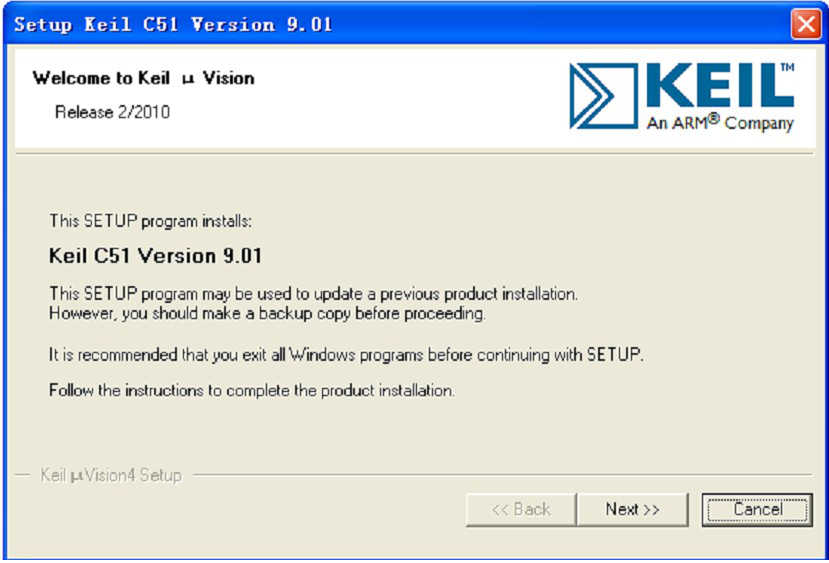 Setup Keil C51 Version 9.01
Welcome to Keil μ Vision
Release 2/2010
KEIL™
An ARM® Company
This SETUP program installs:
Keil C51 Version 9.01
This SETUP program may be used to update a previous product installation.
However, you should make a backup copy before proceeding.
It is recommended that you exit all Windows programs before continuing with SETUP.
Follow the instructions to complete the product installation.
Keil μVision4 Setup
<< Back
Next >>
Cancel